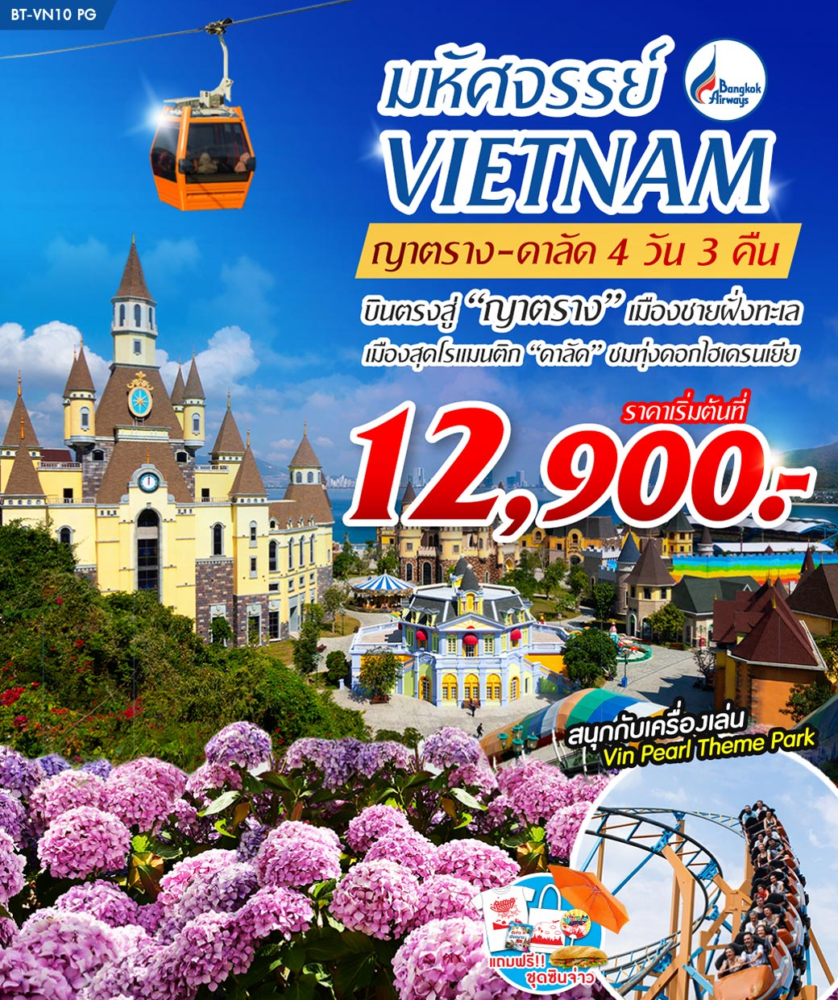 BT-VN10 PG
มหัศจรรย์
Bangkok
Airways
VIETNAM
ญาตราง-ดาลัด 4 วัน 3 คืน
บินตรงสู่ “ญาตราง” เมืองชายฝั่งทะเล
เมืองสุดโรแมนติก “ดาลัด” ชมทุ่งดอกไฮเดรนเยีย
ราคาเริ่มต้นที่
12,900.-
สนุกกับเครื่องเล่น
Vin Pearl Theme Park
แถมฟรี!!
ชุดซินจ่าว